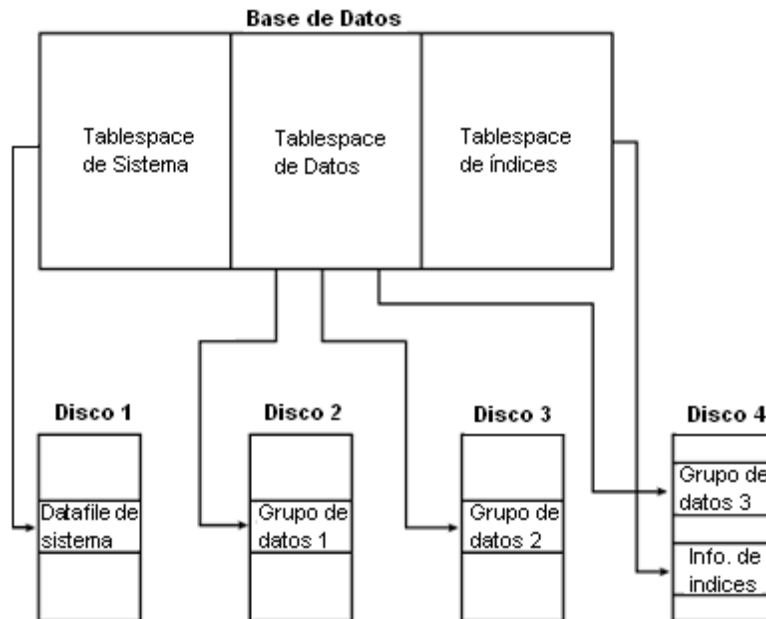 Base de Datos
Tablespace
de Sistema
Tablespace
de Datos
Tablespace
de índices
Disco 1
Disco 2
Disco 3
Disco 4
Datafile de
sistema
Grupo de
datos 1
Grupo de
datos 2
Grupo de
datos 3
Info. de
indices